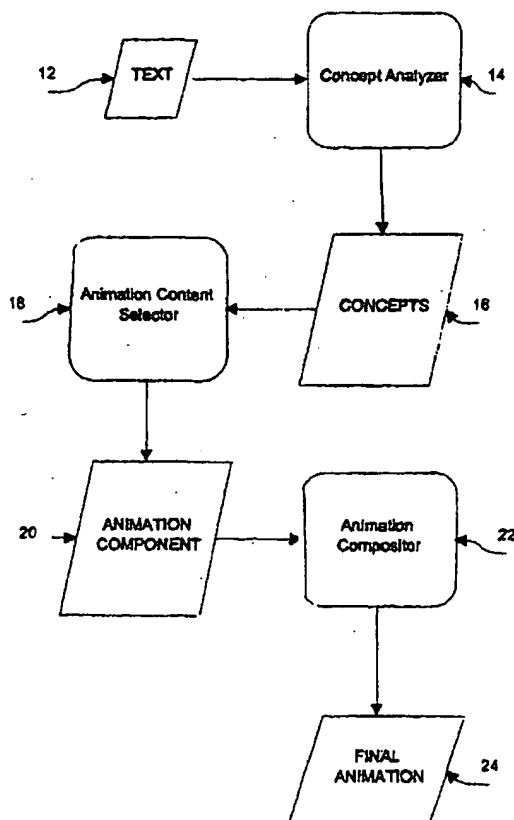 12
TEXT
Concept Analyzer
14
CONCEPTS
16
Animation Content
Selector
18
20
ANIMATION
COMPONENT
Animation
Compositor
22
FINAL
ANIMATION
24